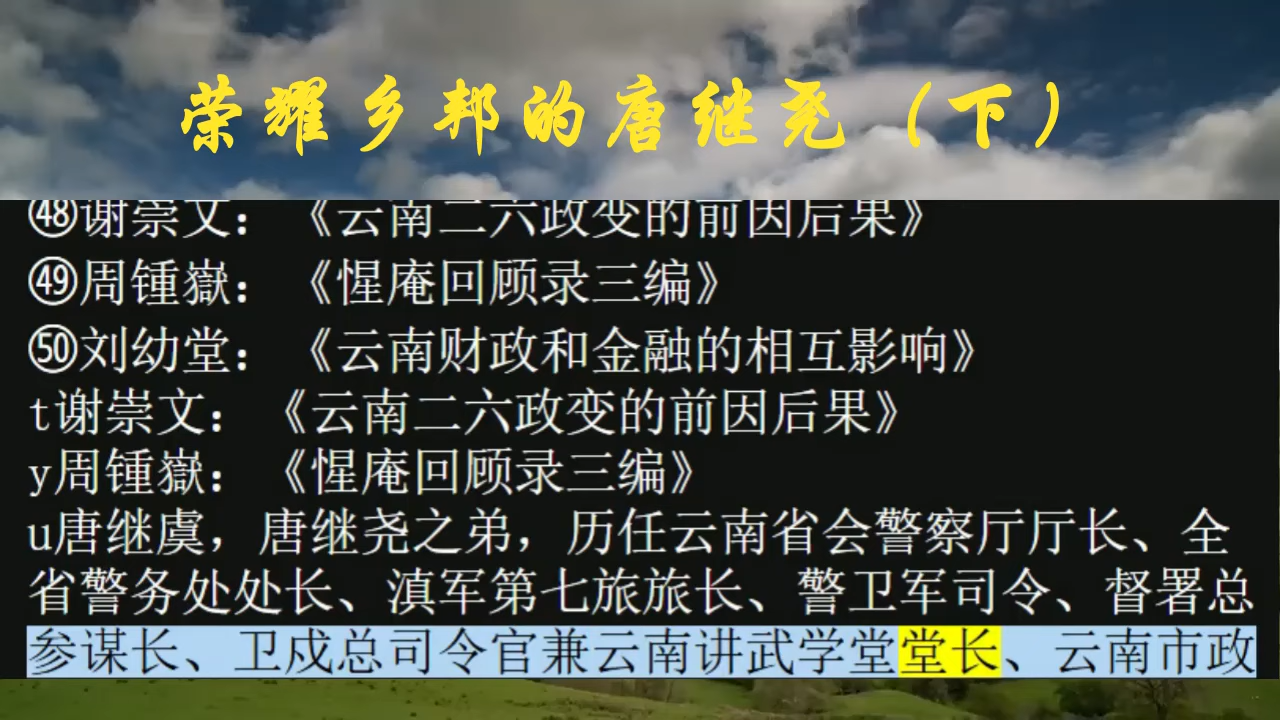 荣耀乡邦的唐继尧（下）
㊽谢崇文：《云南二六政变的前因后果》
㊾周锺嶽：《惺庵回顾录三编》
㊿刘幼堂：《云南财政和金融的相互影响》
t谢崇文：《云南二六政变的前因后果》
y周锺嶽：《惺庵回顾录三编》
u唐继虞，唐继尧之弟，历任云南省会警察厅厅长、全
省警务处处长、滇军第七旅旅长、警卫军司令、督署总
参谋长、卫戍总司令官兼云南讲武学堂堂长、云南市政